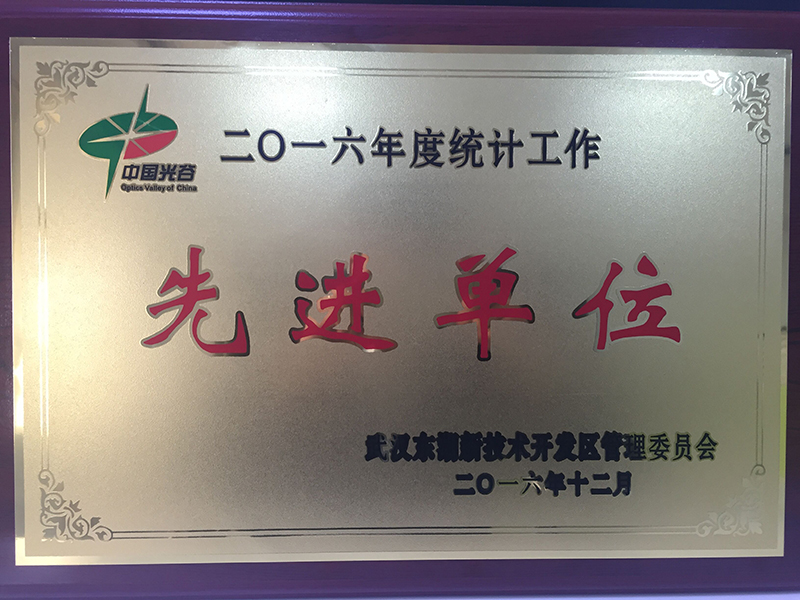 中国光谷
Optics Valley of China
二〇一六年度统计工作
先进单位
武汉东湖新技术开发区管理委员会
二〇一六年十二月